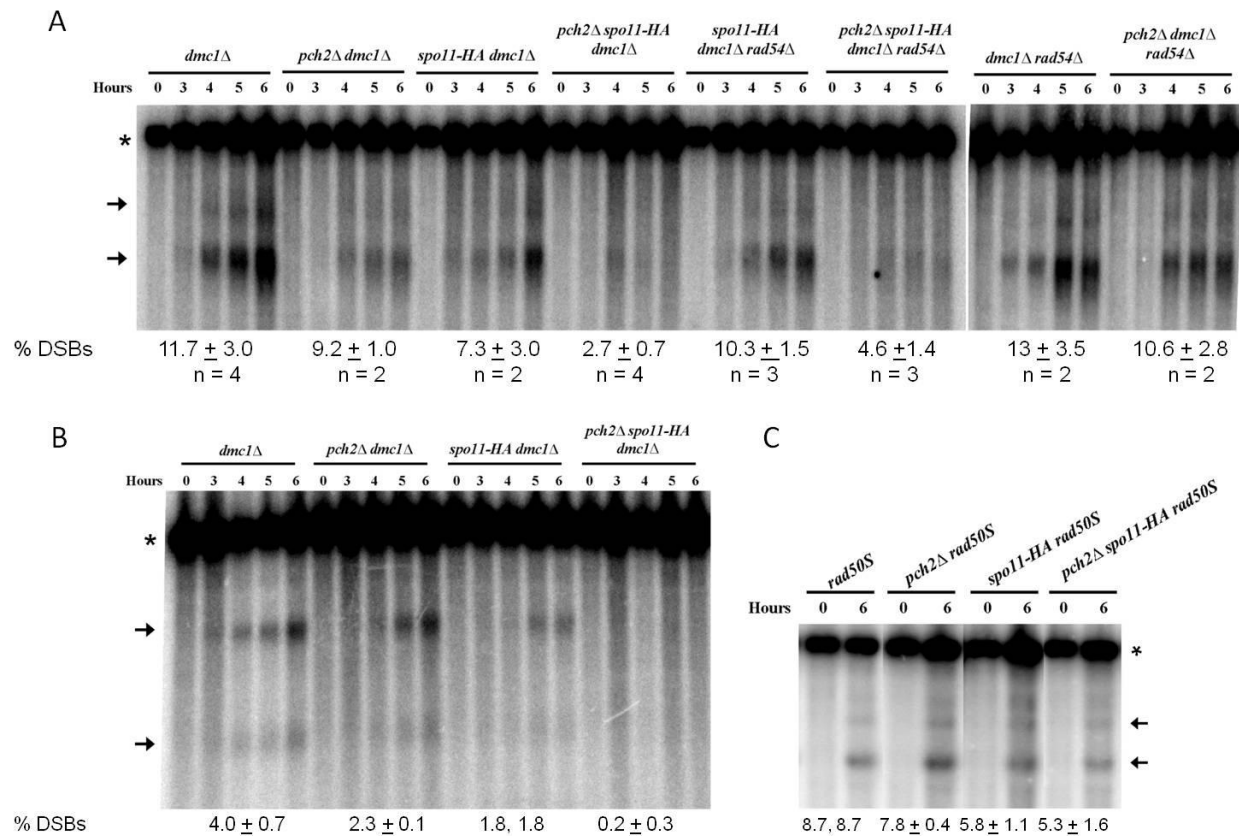 A
pch2Δ spo11-HA spo11-HA pch2Δ spo11-HA pch2Δ dmc1Δ
dmc1Δ pch2Δ dmc1Δ spo11-HA dmc1Δ dmc1Δ dmc1Δ rad54Δ dmc1Δ rad54Δ dmc1Δ rad54Δ rad54Δ
Hours 0 3 4 5 6 0 3 4 5 6 0 3 4 5 6 0 3 4 5 6 0 3 4 5 6 0 3 4 5 6 0 3 4 5 6 0 3 4 5 6
*
% DSBs 11.7 ± 3.0 9.2 ± 1.0 7.3 ± 3.0 2.7 ± 0.7 10.3 ± 1.5 4.6 ±1.4 13 ± 3.5 10.6 ± 2.8
n = 4 n = 2 n = 2 n = 4 n = 3 n = 3 n = 2 n = 2
B
pch2Δ spo11-HA
dmc1Δ pch2Δ dmc1Δ spo11-HA dmc1Δ dmc1Δ
Hours 0 3 4 5 6 0 3 4 5 6 0 3 4 5 6 0 3 4 5 6
*
% DSBs 4.0 ± 0.7 2.3 ± 0.1 1.8, 1.8 0.2 ± 0.3
C
rad50S pch2Δ rad50S spo11-HA rad50S pch2Δ spo11-HA rad50S
Hours 0 6 0 6 0 6 0 6
*
8.7, 8.7 7.8 ± 0.4 5.8 ± 1.1 5.3 ± 1.6